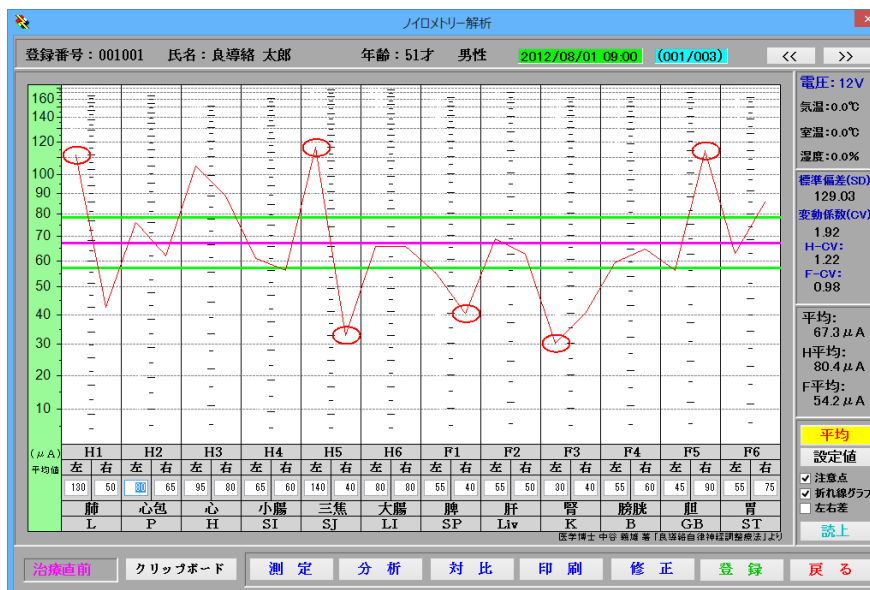 ノイロメトリー解析
登録番号：001001 氏名：良導絡 太郎 年齢：51才 男性 2012/08/01 09:00 (001/003) << >>
160
140
120
100
90
80
70
60
50
40
30
20
10
(μA) H1 H2 H3 H4 H5 H6 F1 F2 F3 F4 F5 F6
平均値 左 右 左 右 左 右 左 右 左 右 左 右 左 右 左 右 左 右 左 右 左 右 左 右
130 50 80 65 95 80 65 60 140 40 80 80 55 40 55 50 30 40 55 60 45 90 55 75
肺 心包 心 小腸 三焦 大腸 脾 肝 腎 膀胱 胆 胃
L P H SI SJ LI SP Liv K B GB ST
医学博士 中谷 義雄 著「良導絡自律神経調整療法」より
電圧：12V
気温：0.0℃
室温：0.0℃
湿度：0.0%
標準偏差(SD)
129.03
変動係数(CV)
1.92
H-CV：
1.22
F-CV：
0.98
平均：
67.3μA
H平均：
80.4μA
F平均：
54.2μA
平均
設定値
注意点
折れ線グラフ
左右差
読上
治療直前 クリップボード 測 定 分 析 対 比 印 刷 修 正 登 録 戻 る